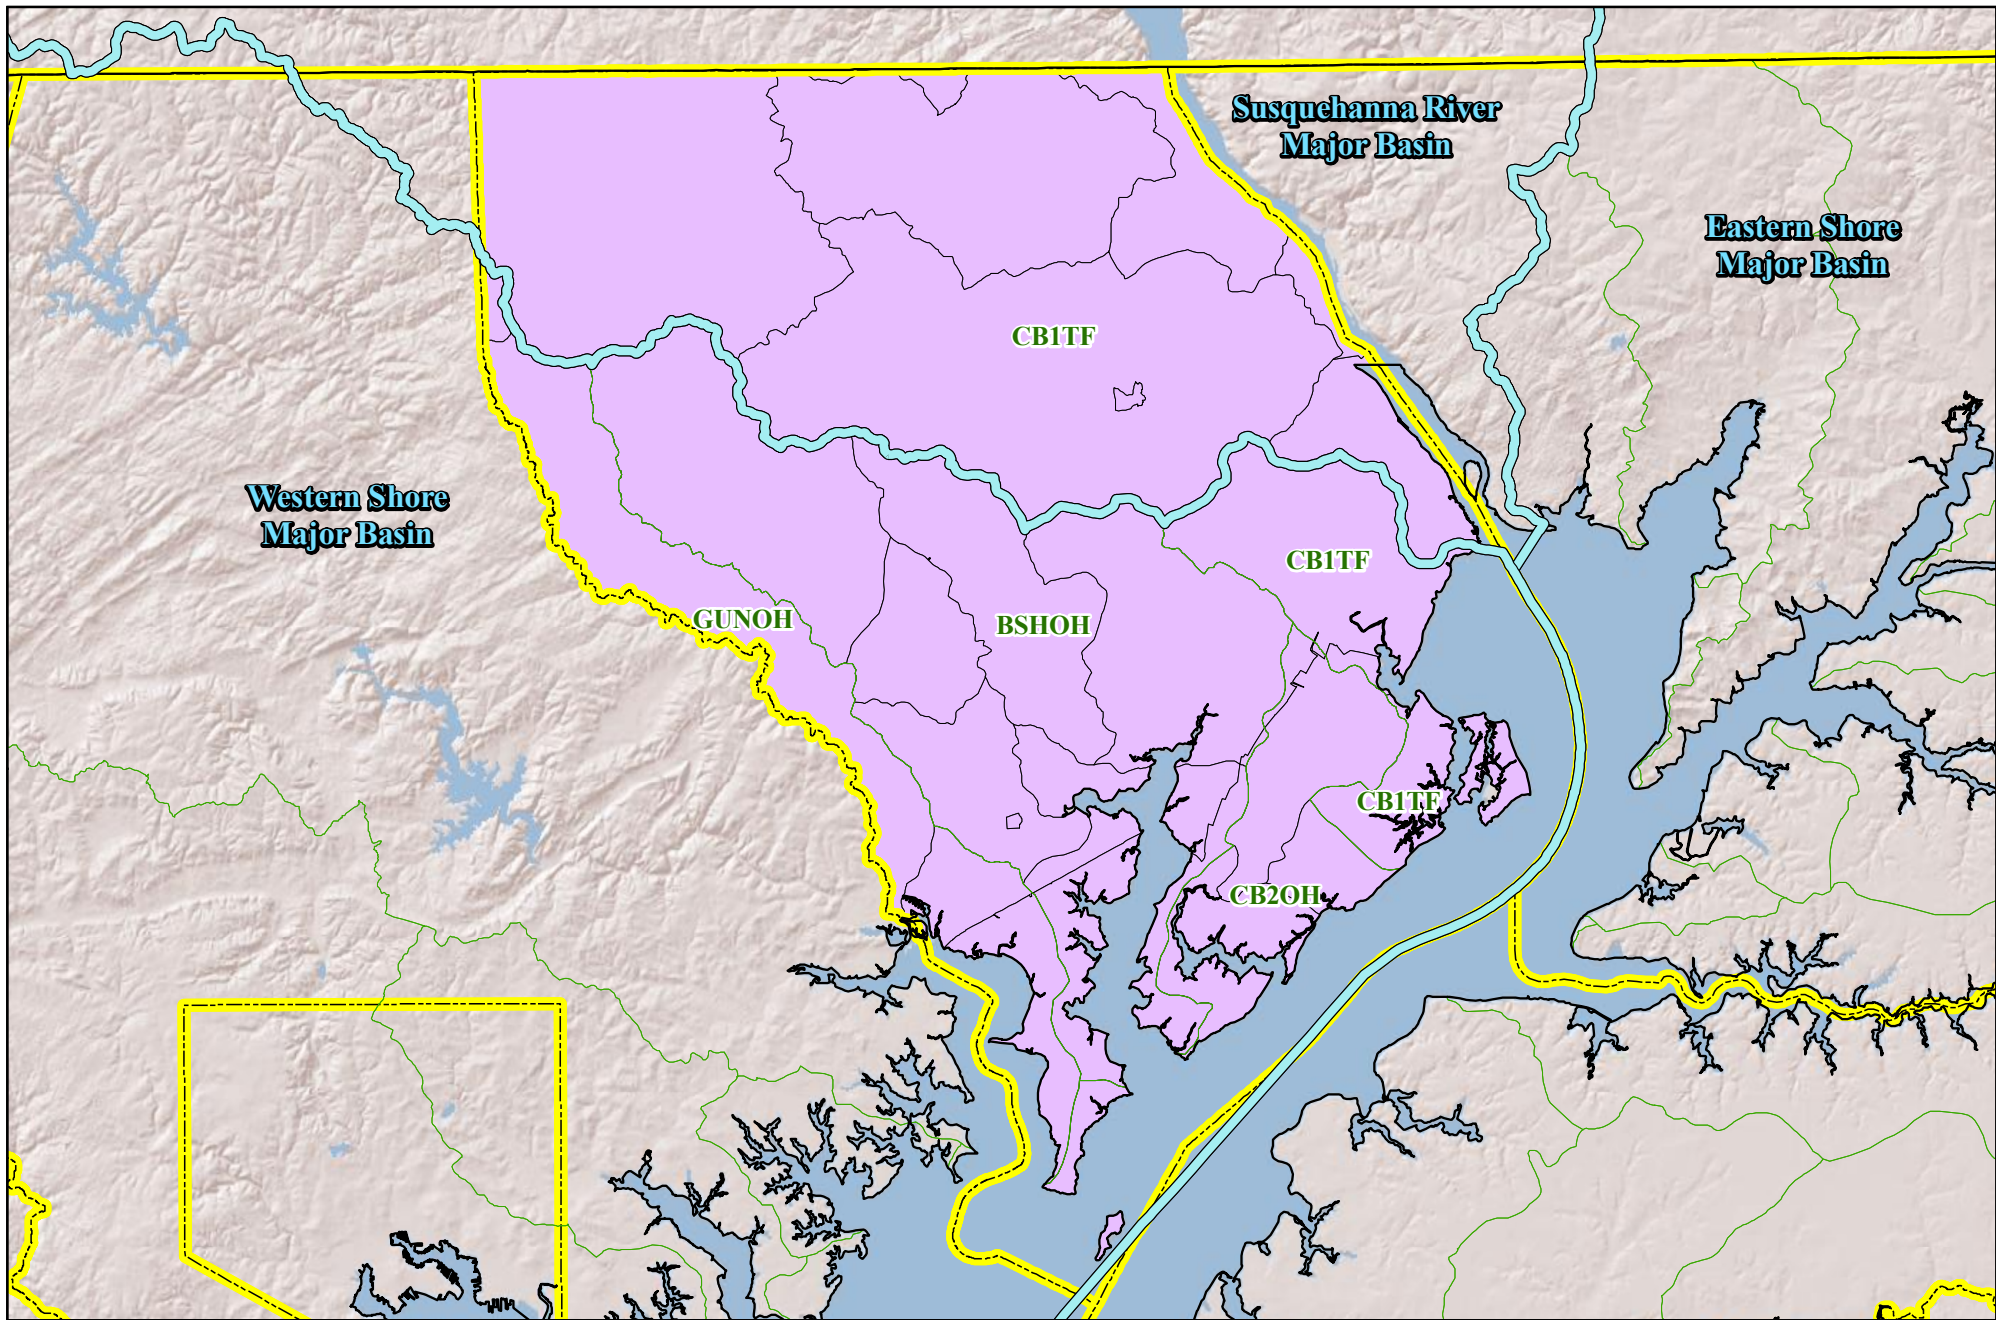 Susquehanna River
Major Basin
Eastern Shore
Major Basin
CB1TF
Western Shore
Major Basin
CB1TF
GUNOH
BSHOH
CB1TF
CB2OH